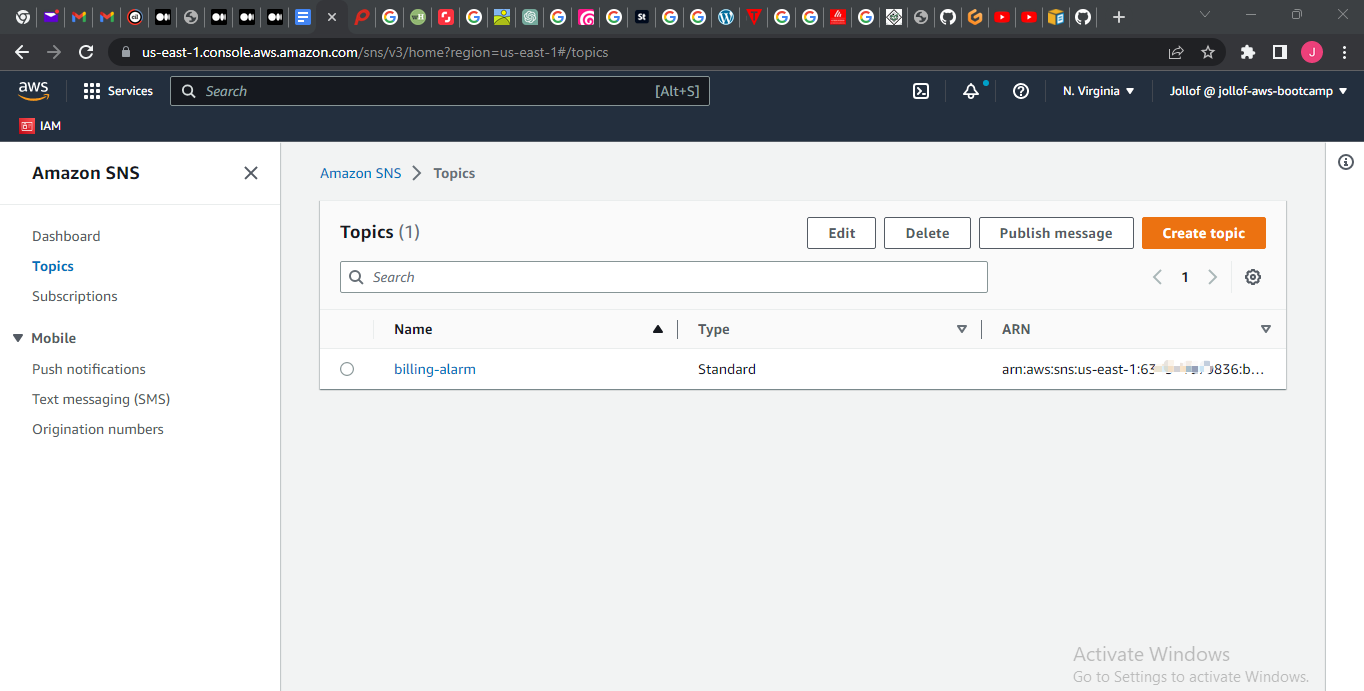 us-east-1.console.aws.amazon.com/sns/v3/home?region=us-east-1#/topics
J
aws
Services
Search
[Alt+S]
N. Virginia
Jollof @ jollof-aws-bootcamp
IAM
Amazon SNS
Dashboard
Topics
Subscriptions
Mobile
Push notifications
Text messaging (SMS)
Origination numbers
Amazon SNS
Topics
Topics (1)
Edit
Delete
Publish message
Create topic
Search
1
Name
Type
ARN
billing-alarm
Standard
arn:aws:sns:us-east-1:63
836:b...
Activate Windows
Go to Settings to activate Windows.